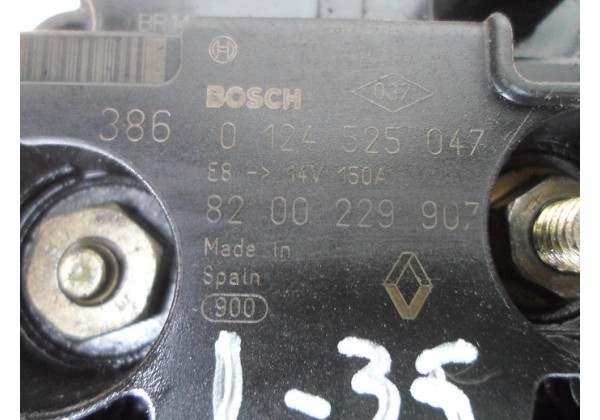 BR14
BOSCH
037
386
0 124 525 047
E8 -> 14V 150A
82 00 229 907
Made in
Spain
900
1-35